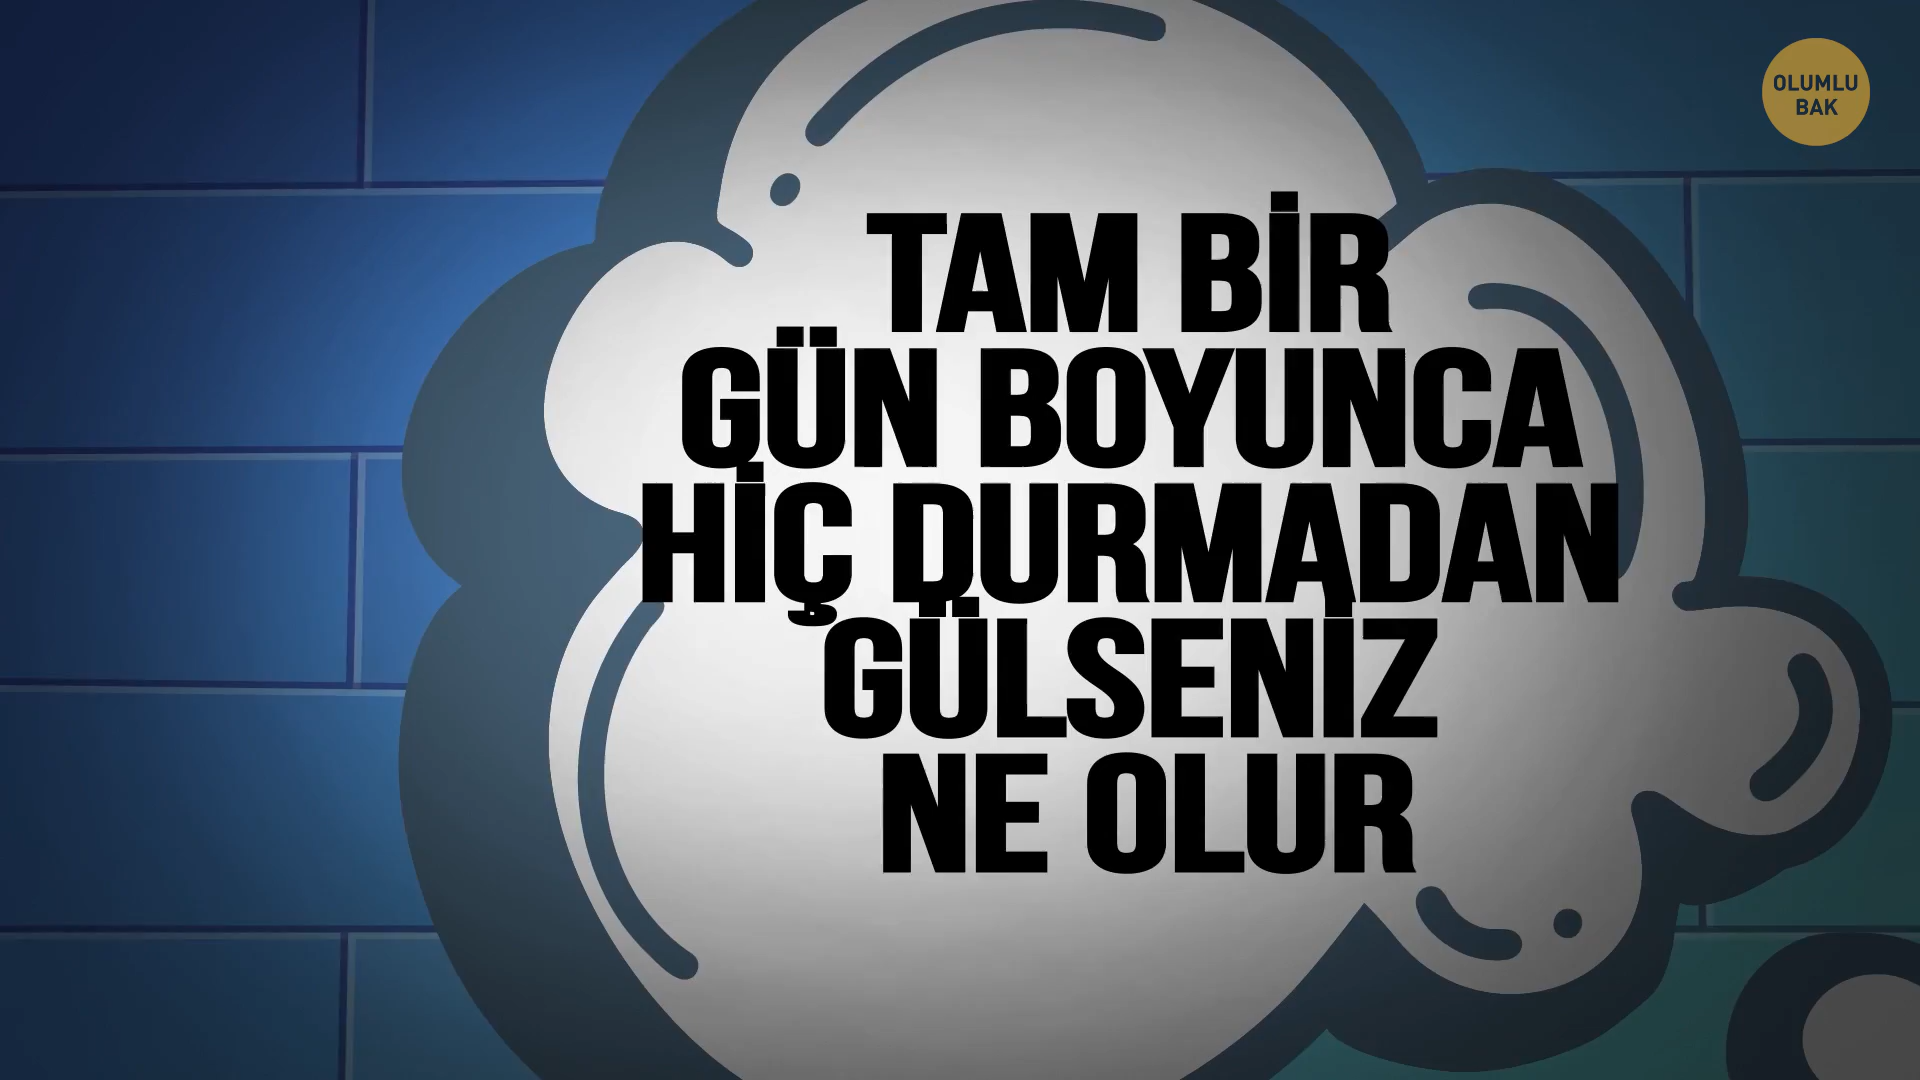 OLUMLU
BAK
TAM BİR
GÜN BOYUNCA
HİÇ DURMADAN
GÜLSENİZ
NE OLUR